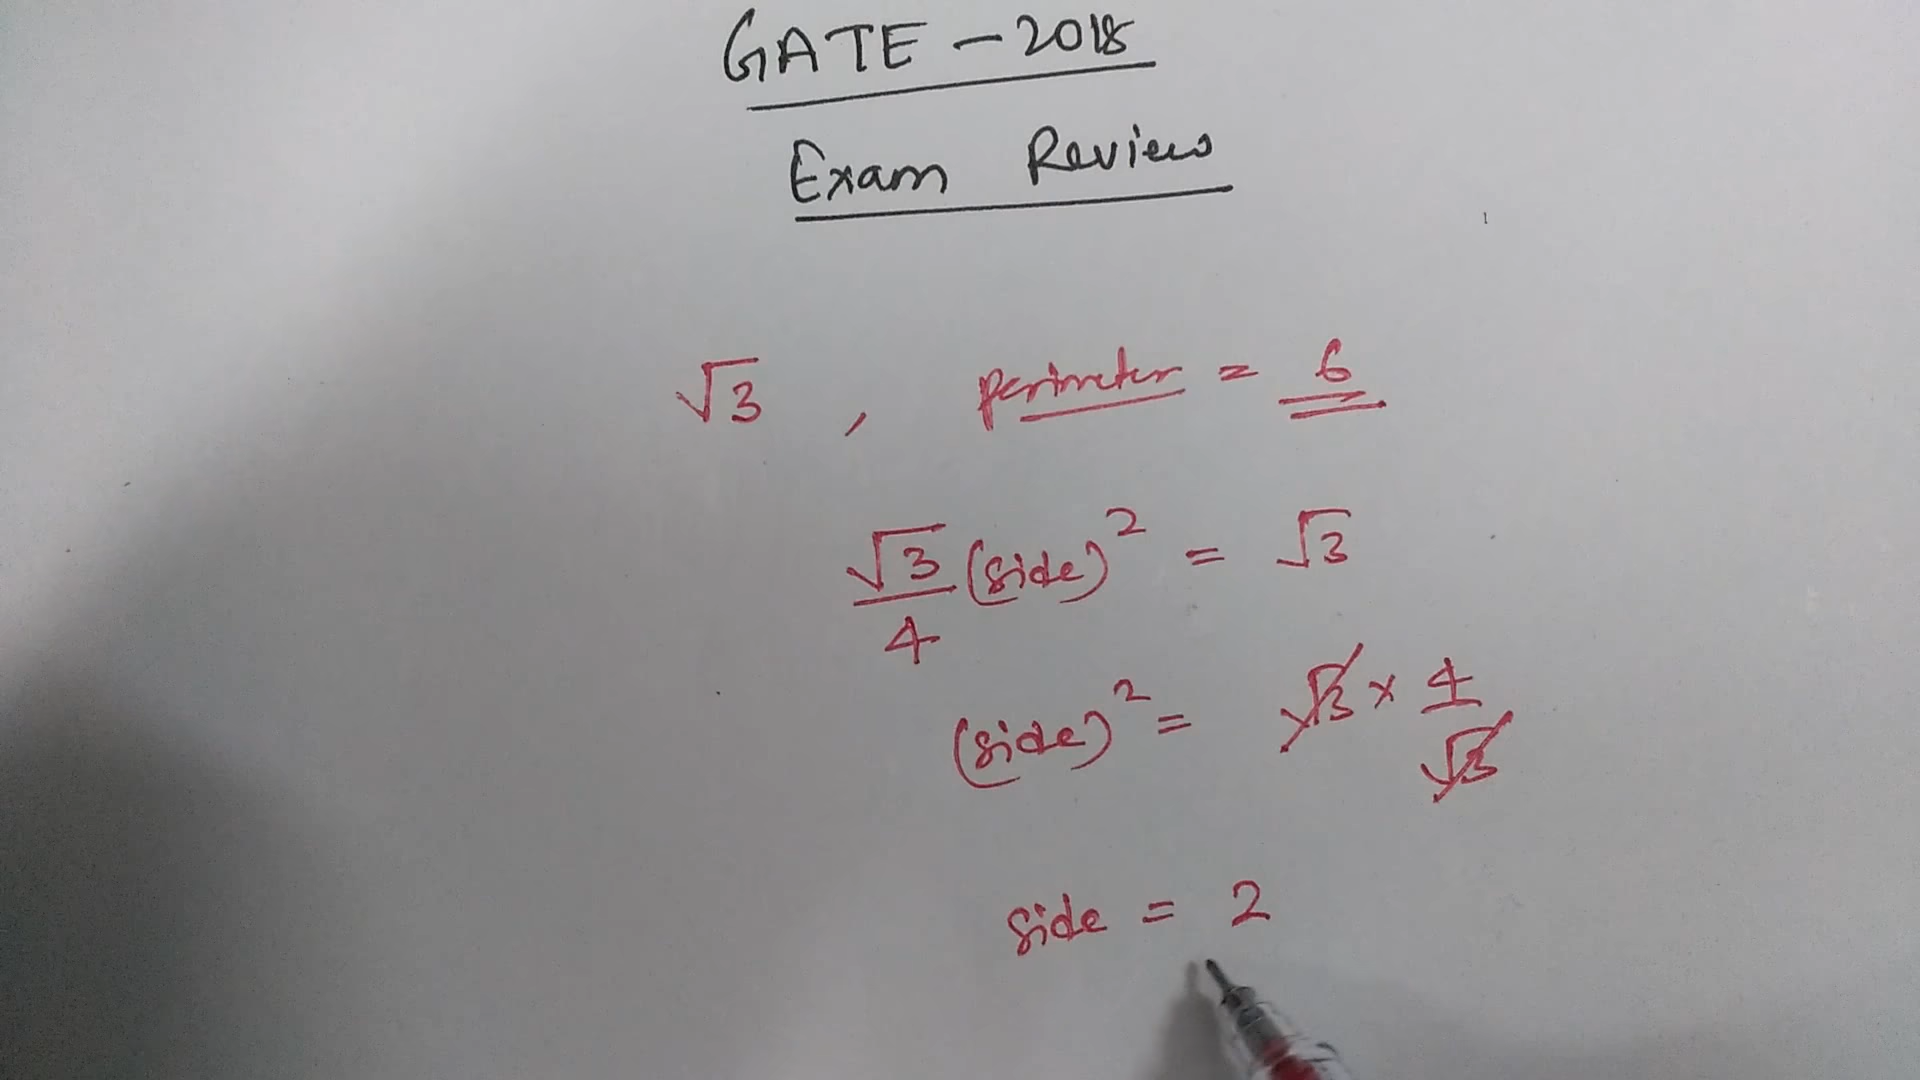 GATE - 2018
Exam Review
√3 , perimeter = 6
√3/4 (side)² = √3
(side)² = √3 × 4/√3
side = 2